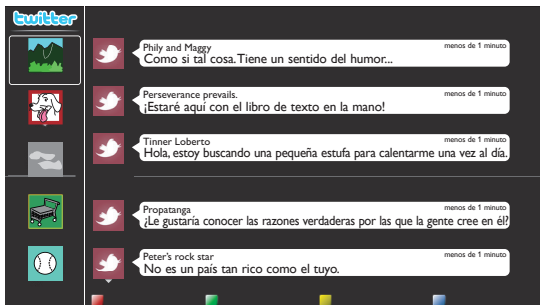 twitter
Phily and Maggy
menos de 1 minuto
Como si tal cosa. Tiene un sentido del humor...
Perseverance prevails.
menos de 1 minuto
¡Estaré aquí con el libro de texto en la mano!
Tinner Loberto
menos de 1 minuto
Hola, estoy buscando una pequeña estufa para calentarme una vez al día.
Propatanga
menos de 1 minuto
¿Le gustaría conocer las razones verdaderas por las que la gente cree en él?
Peter's rock star
menos de 1 minuto
No es un país tan rico como el tuyo.